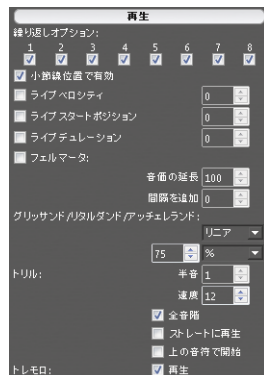 再生
繰り返しオプション:
1 2 3 4 5 6 7 8
小節線位置で有効
ライブベロシティ 0
ライブスタートポジション 0
ライブデュレーション 0
フェルマータ:
音価の延長 100
間隔を追加 0
グリッサンド/リタルダンド/アッチェレランド:
リニア
75 %
トリル: 半音 1
速度 12
全音階
ストレートに再生
上の音符で開始
トレモロ: 再生